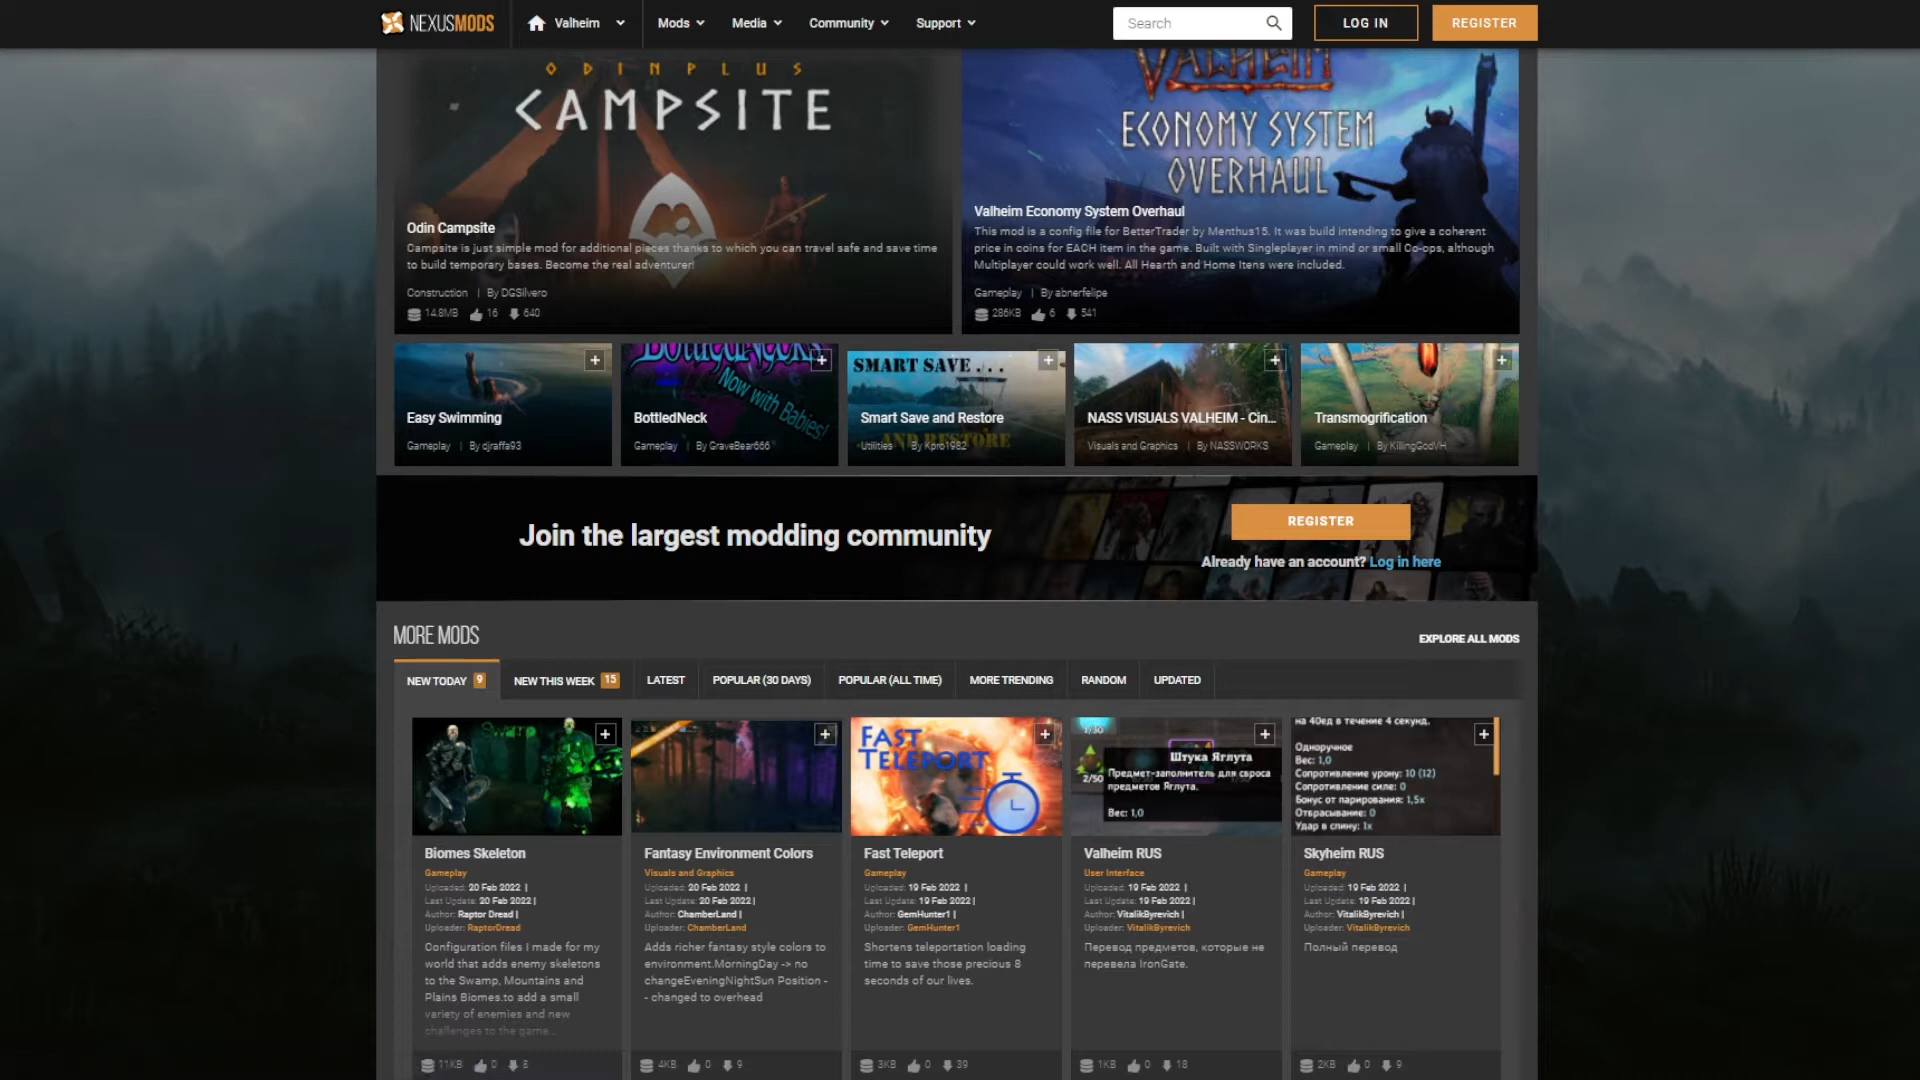 NEXUSMODS
Valheim
Mods
Media
Community
Support
Search
LOG IN
REGISTER
ODINPLUS
CAMPSITE
Odin Campsite
Campsite is just simple mod for additional pieces thanks to which you can travel safe and save time
to build temporary bases. Become the real adventurer!
Construction | By DGSilvero
14.8MB 16 640
VALHEIM
ECONOMY SYSTEM
OVERHAUL
Valheim Economy System Overhaul
This mod is a config file for BetterTrader by Menthus15. It was build intending to give a coherent
price in coins for EACH item in the game. Built with Singleplayer in mind or small Co-ops, although
Multiplayer could work well. All Hearth and Home Itens were included.
Gameplay | By abnerfelipe
286KB 6 541
Easy Swimming
Gameplay | By djraffa93
BottledNecks
Now with Babies!
BottledNeck
Gameplay | By GraveBear666
SMART SAVE . . .
AND RESTORE
Smart Save and Restore
Utilities By Kpro1982
NASS VISUALS VALHEIM - Cin...
Visuals and Graphics | By NASSWORKS
Transmogrification
Gameplay | By KillingGodVH
Join the largest modding community
REGISTER
Already have an account? Log in here
MORE MODS
EXPLORE ALL MODS
NEW TODAY 9
NEW THIS WEEK 15
LATEST
POPULAR (30 DAYS)
POPULAR (ALL TIME)
MORE TRENDING
RANDOM
UPDATED
Swarp
Biomes Skeleton
Gameplay
Uploaded: 20 Feb 2022 |
Last Update: 20 Feb 2022 |
Author: Raptor Dread |
Uploader: RaptorDread
Configuration files I made for my
world that adds enemy skeletons
to the Swamp, Mountains and
Plains Biomes.to add a small
variety of enemies and new
challenges to the game...
11KB 0 8
Fantasy Environment Colors
Visuals and Graphics
Uploaded: 20 Feb 2022 |
Last Update: 20 Feb 2022 |
Author: ChamberLand |
Uploader: ChamberLand
Adds richer fantasy style colors to
environment.MorningDay -> no
changeEveningNightSun Position -
- changed to overhead
4KB 0 9
FAST
TELEPORT
Fast Teleport
Gameplay
Uploaded: 19 Feb 2022 |
Last Update: 19 Feb 2022 |
Author: GemHunter1 |
Uploader: GemHunter1
Shortens teleportation loading
time to save those precious 8
seconds of our lives.
3KB 0 39
1/30
2/50
Штука Яглута
Предмет-заполнитель для сброса
предметов Яглута.
Вес: 1,0
Valheim RUS
User Interface
Uploaded: 19 Feb 2022 |
Last Update: 19 Feb 2022 |
Author: VitalikByrevich |
Uploader: VitalikByrevich
Перевод предметов, которые не
перевела IronGate.
1KB 0 18
на 40ед в течение 4 секунд.
Одноручное
Вес: 1,0
Сопротивление урону: 10 (12)
Сопротивление силе: 0
Бонус от парирования: 1,5x
Отбрасывание: 0
Удар в спину: 1x
Skyheim RUS
Gameplay
Uploaded: 19 Feb 2022 |
Last Update: 19 Feb 2022 |
Author: VitalikByrevich |
Uploader: VitalikByrevich
Полный перевод
2KB 0 9